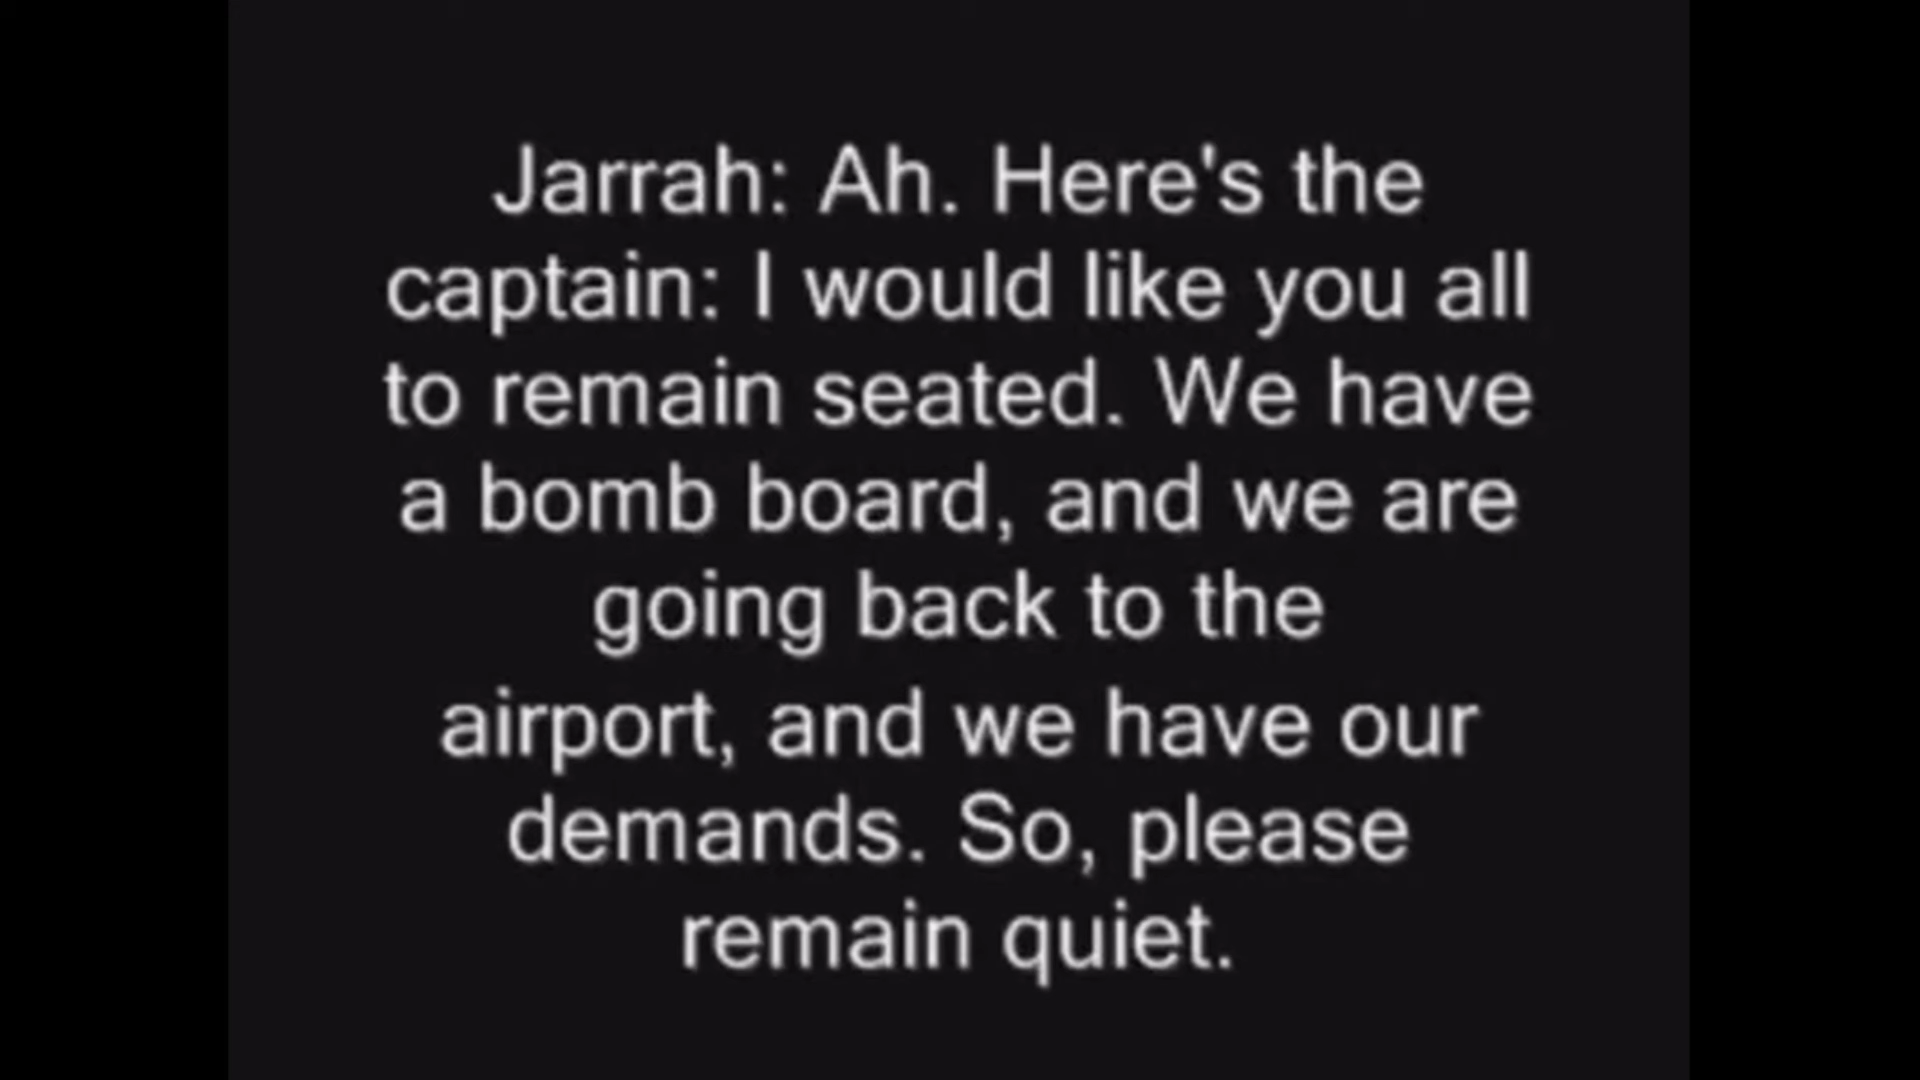 Jarrah: Ah. Here's the
captain: I would like you all
to remain seated. We have
a bomb board, and we are
going back to the
airport, and we have our
demands. So, please
remain quiet.